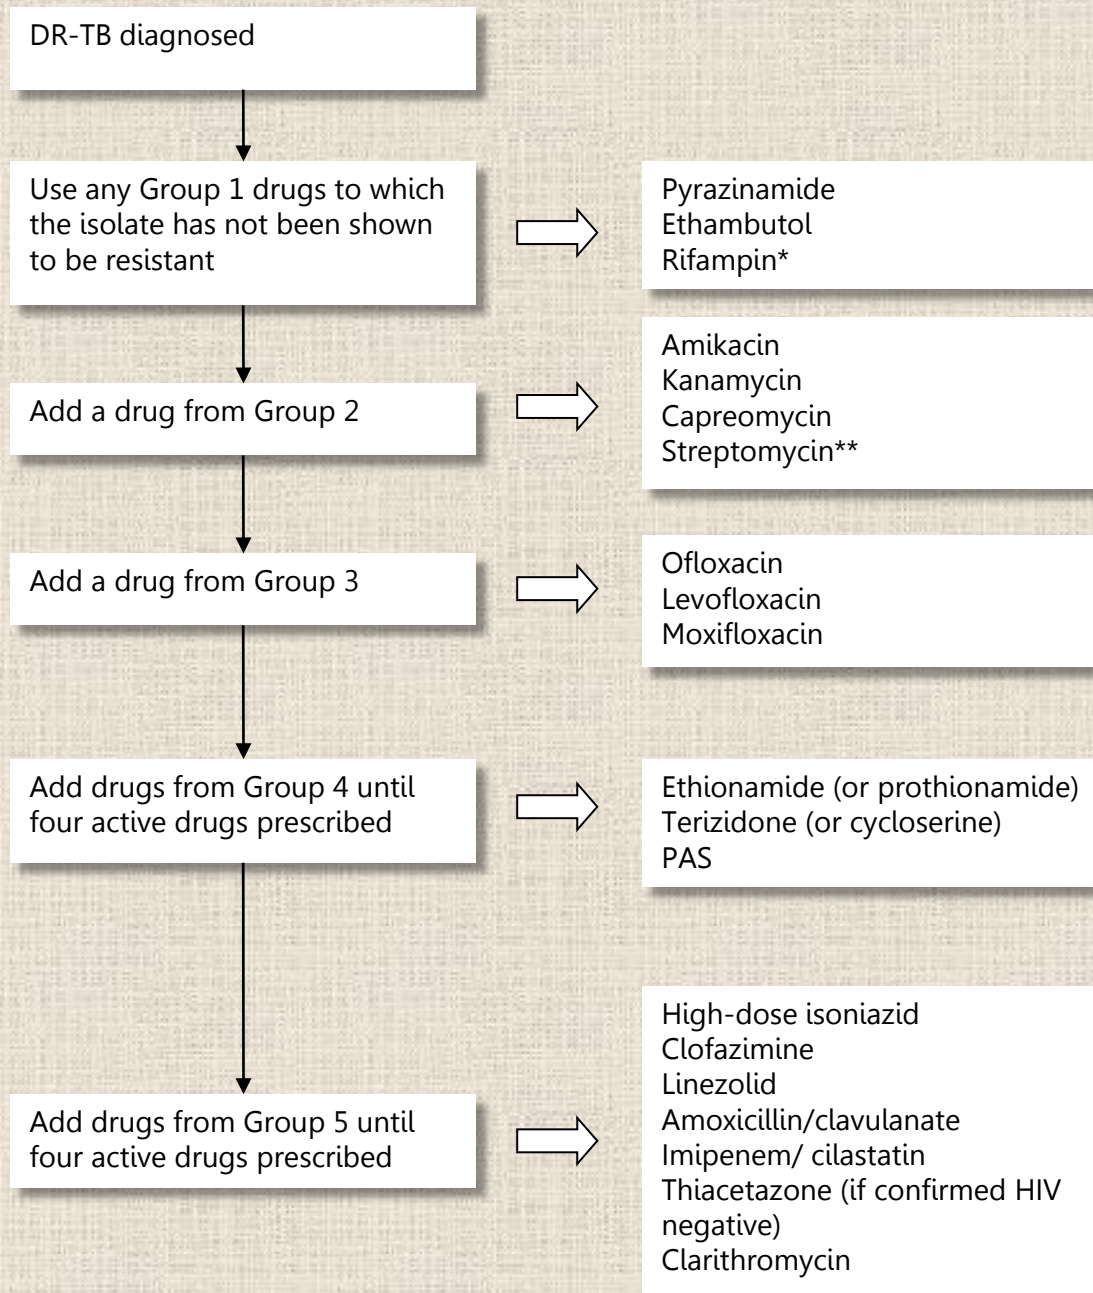 DR-TB diagnosed
Use any Group 1 drugs to which
the isolate has not been shown
to be resistant
Pyrazinamide
Ethambutol
Rifampin*
Add a drug from Group 2
Amikacin
Kanamycin
Capreomycin
Streptomycin**
Add a drug from Group 3
Ofloxacin
Levofloxacin
Moxifloxacin
Add drugs from Group 4 until
four active drugs prescribed
Ethionamide (or prothionamide)
Terizidone (or cycloserine)
PAS
Add drugs from Group 5 until
four active drugs prescribed
High-dose isoniazid
Clofazimine
Linezolid
Amoxicillin/clavulanate
Imipenem/ cilastatin
Thiacetazone (if confirmed HIV
negative)
Clarithromycin